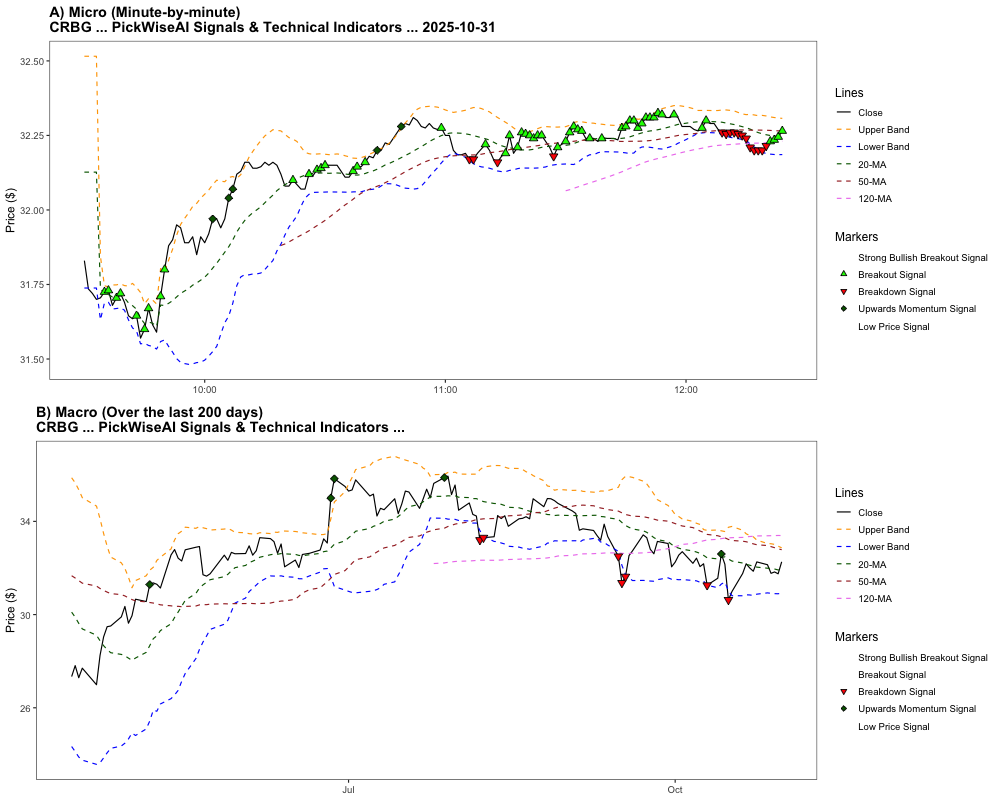 A) Micro (Minute-by-minute)
CRBG ... PickWiseAI Signals & Technical Indicators ... 2025-10-31
Price ($)
32.50
32.25
32.00
31.75
31.50
10:00
11:00
12:00
Lines
Close
Upper Band
Lower Band
20-MA
50-MA
120-MA
Markers
Strong Bullish Breakout Signal
Breakout Signal
Breakdown Signal
Upwards Momentum Signal
Low Price Signal
B) Macro (Over the last 200 days)
CRBG ... PickWiseAI Signals & Technical Indicators ...
Price ($)
34
30
26
Jul
Oct
Lines
Close
Upper Band
Lower Band
20-MA
50-MA
120-MA
Markers
Strong Bullish Breakout Signal
Breakout Signal
Breakdown Signal
Upwards Momentum Signal
Low Price Signal